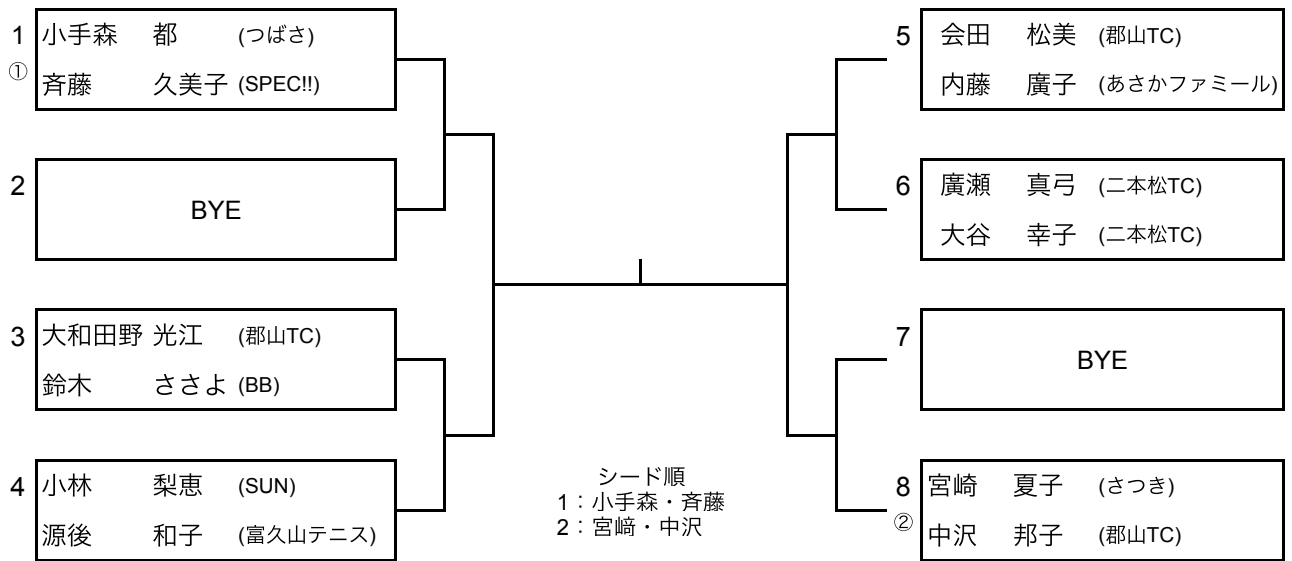 1 小手森 都 (つばさ)
① 斉藤 久美子 (SPEC!!)
2 BYE
3 大和田野 光江 (郡山TC)
鈴木 ささよ (BB)
4 小林 梨恵 (SUN)
源後 和子 (富久山テニス)
シード順
1：小手森・斉藤
2：宮﨑・中沢
5 会田 松美 (郡山TC)
内藤 廣子 (あさかファミール)
6 廣瀬 真弓 (二本松TC)
大谷 幸子 (二本松TC)
7 BYE
8 宮崎 夏子 (さつき)
② 中沢 邦子 (郡山TC)